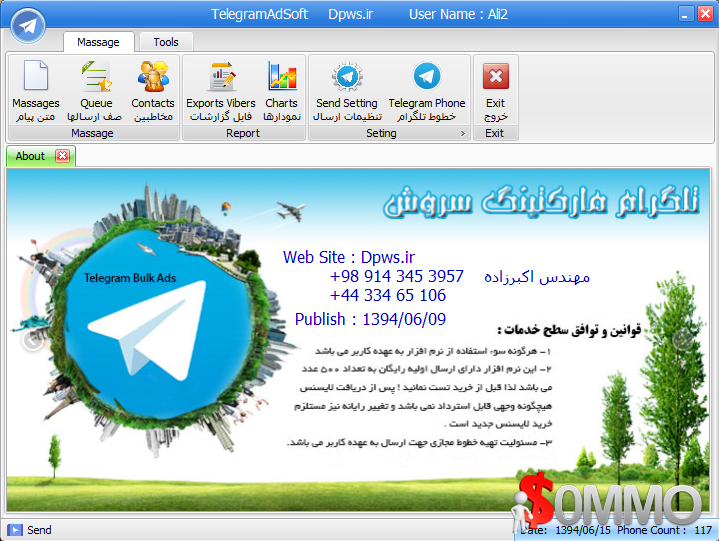 TelegramAdSoft Dpws.ir User Name : Ali2
Massage Tools
Massages Queue Contacts Exports Vibers Charts Send Setting Telegram Phone Exit
متن پیام صف ارسالها مخاطبین فایل گزارشات نمودارها تنظیمات ارسال خطوط تلگرام خروج
Massage Report Seting Exit
About
تلگرام مارکتینگ سروش
Telegram Bulk Ads
Web Site : Dpws.ir
+98 914 345 3957 مهندس اکبرزاده
+44 334 65 106
Publish : 1394/06/09
قوانین و توافق سطح خدمات :
۱- هرگونه سوء استفاده از نرم افزار به عهده کاربر می باشد
۲- این نرم افزار دارای ارسال اولیه رایگان به تعداد ۵۰۰ عدد
می باشد لذا قبل از خرید تست نمائید ! پس از دریافت لایسنس
هیچگونه وجهی قابل استرداد نمی باشد و تغییر رایانه نیز مستلزم
خرید لایسنس جدید است .
۳- مسئولیت تهیه خطوط مجازی جهت ارسال به عهده کاربر می باشد.
$OMMO
Send Date: 1394/06/15 Phone Count : 117